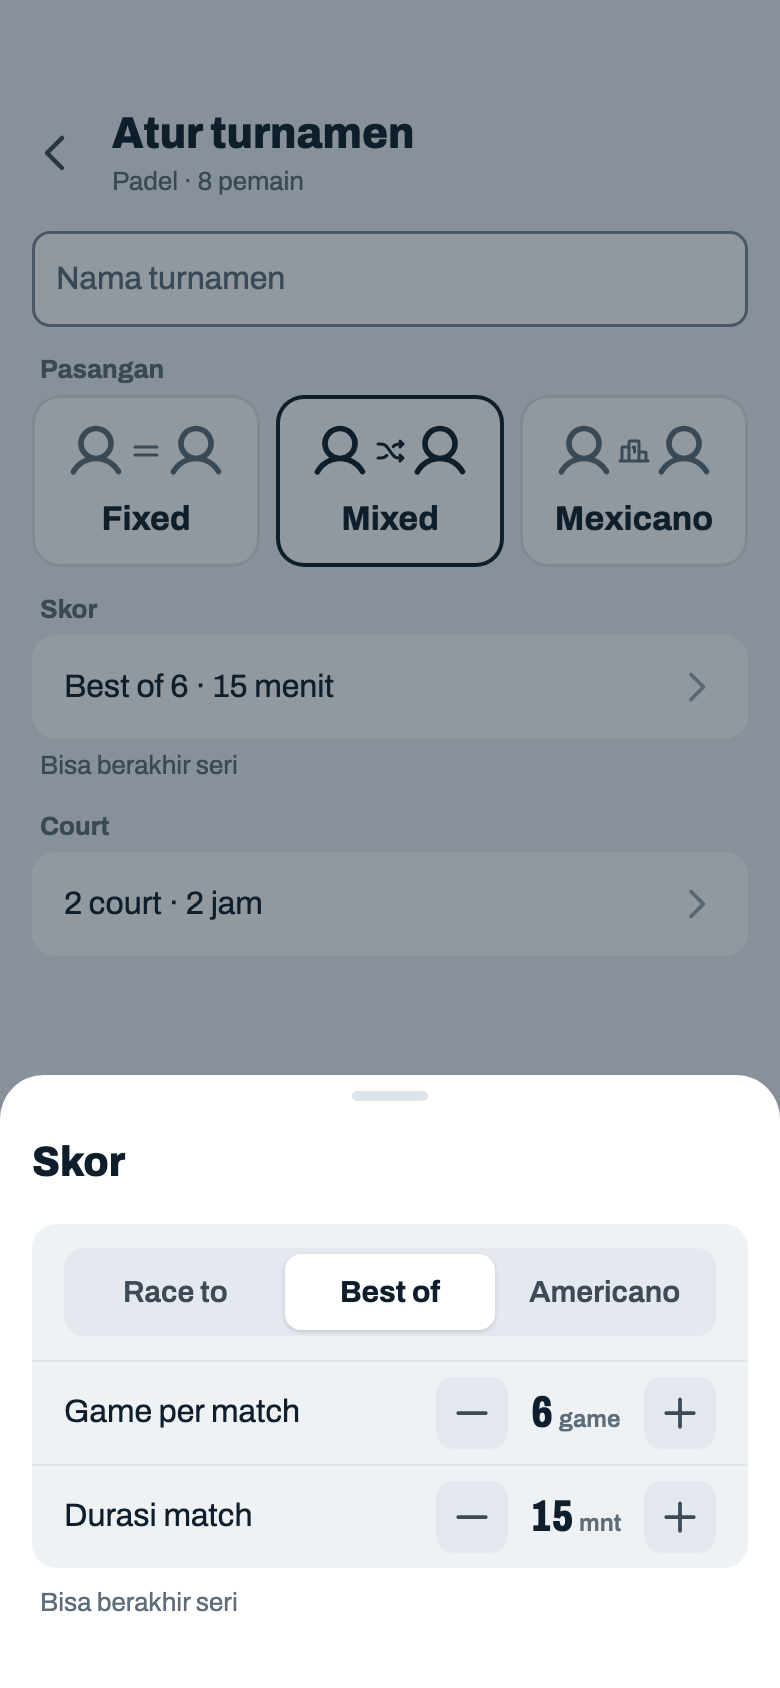 Atur turnamen
Padel · 8 pemain
Nama turnamen
Pasangan
Fixed
Mixed
Mexicano
Skor
Best of 6 · 15 menit
Bisa berakhir seri
Court
2 court · 2 jam
Skor
Race to
Best of
Americano
Game per match
6 game
Durasi match
15 mnt
Bisa berakhir seri